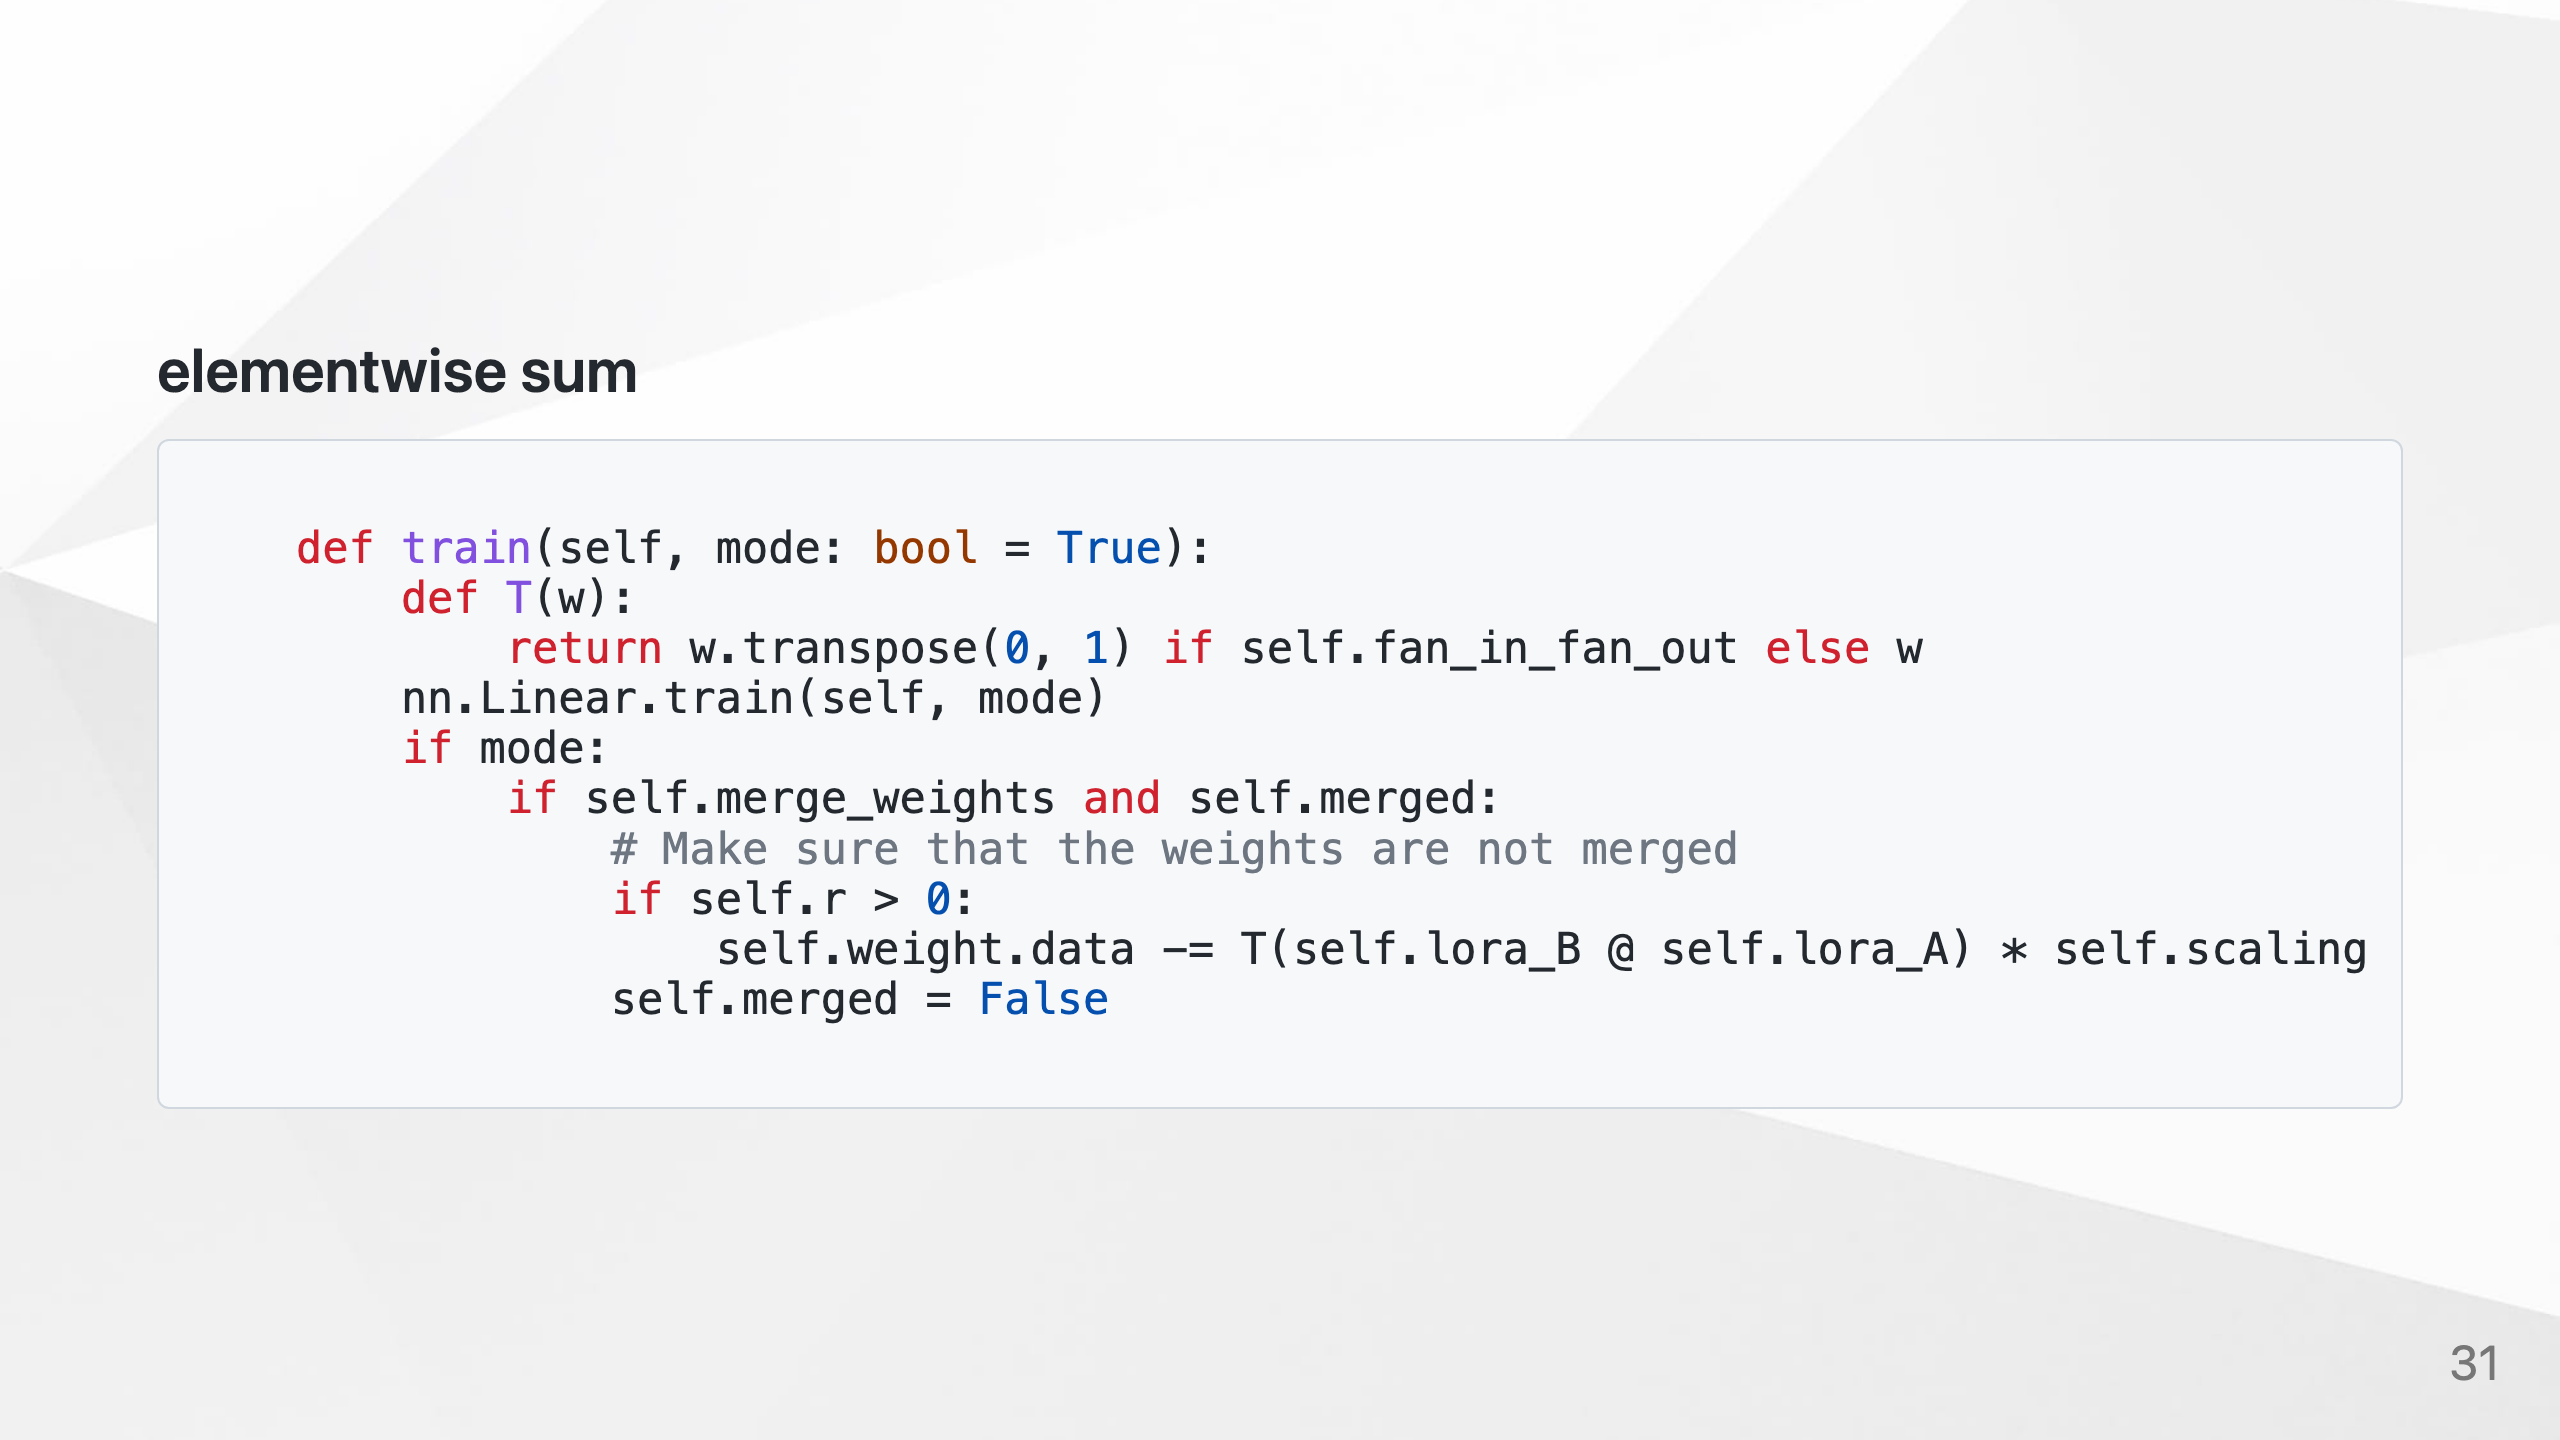 elementwise sum
def train(self, mode: bool = True):
    def T(w):
        return w.transpose(0, 1) if self.fan_in_fan_out else w
    nn.Linear.train(self, mode)
    if mode:
        if self.merge_weights and self.merged:
            # Make sure that the weights are not merged
            if self.r > 0:
                self.weight.data -= T(self.lora_B @ self.lora_A) * self.scaling
            self.merged = False
31